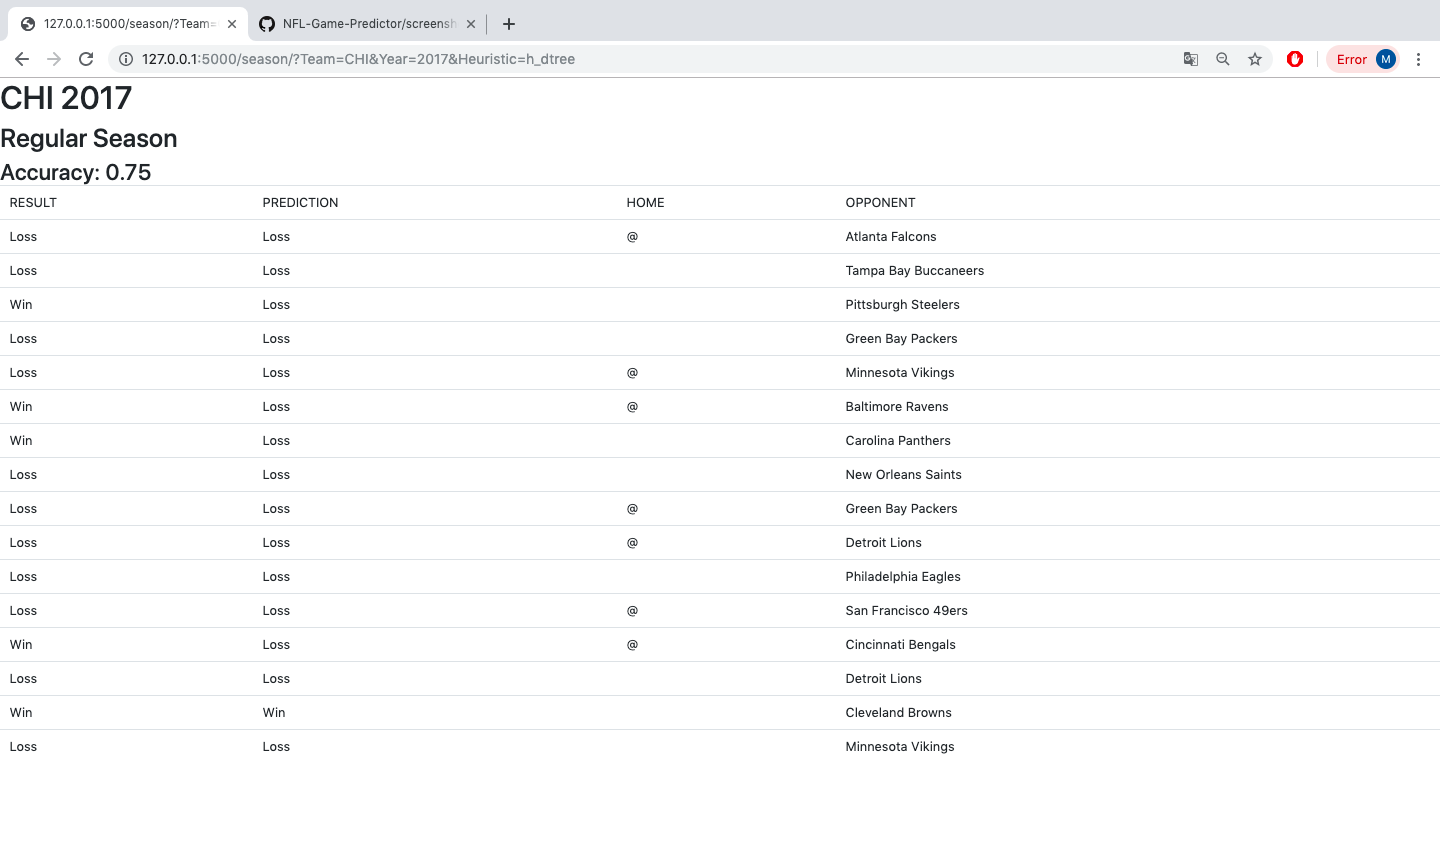 127.0.0.1:5000/season/?Team= NFL-Game-Predictor/screensh
127.0.0.1:5000/season/?Team=CHI&Year=2017&Heuristic=h_dtree Error M
CHI 2017
Regular Season
Accuracy: 0.75
RESULT PREDICTION HOME OPPONENT
Loss Loss @ Atlanta Falcons
Loss Loss Tampa Bay Buccaneers
Win Loss Pittsburgh Steelers
Loss Loss Green Bay Packers
Loss Loss @ Minnesota Vikings
Win Loss @ Baltimore Ravens
Win Loss Carolina Panthers
Loss Loss New Orleans Saints
Loss Loss @ Green Bay Packers
Loss Loss @ Detroit Lions
Loss Loss Philadelphia Eagles
Loss Loss @ San Francisco 49ers
Win Loss @ Cincinnati Bengals
Loss Loss Detroit Lions
Win Win Cleveland Browns
Loss Loss Minnesota Vikings